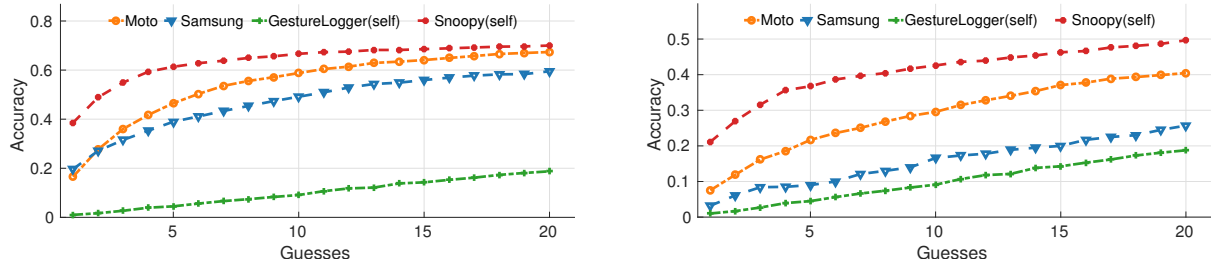 Moto Samsung GestureLogger(self) Snoopy(self)
0.8
0.6
0.4
0.2
0
Accuracy
5 10 15 20
Guesses
Moto Samsung GestureLogger(self) Snoopy(self)
0.5
0.4
0.3
0.2
0.1
0
Accuracy
5 10 15 20
Guesses